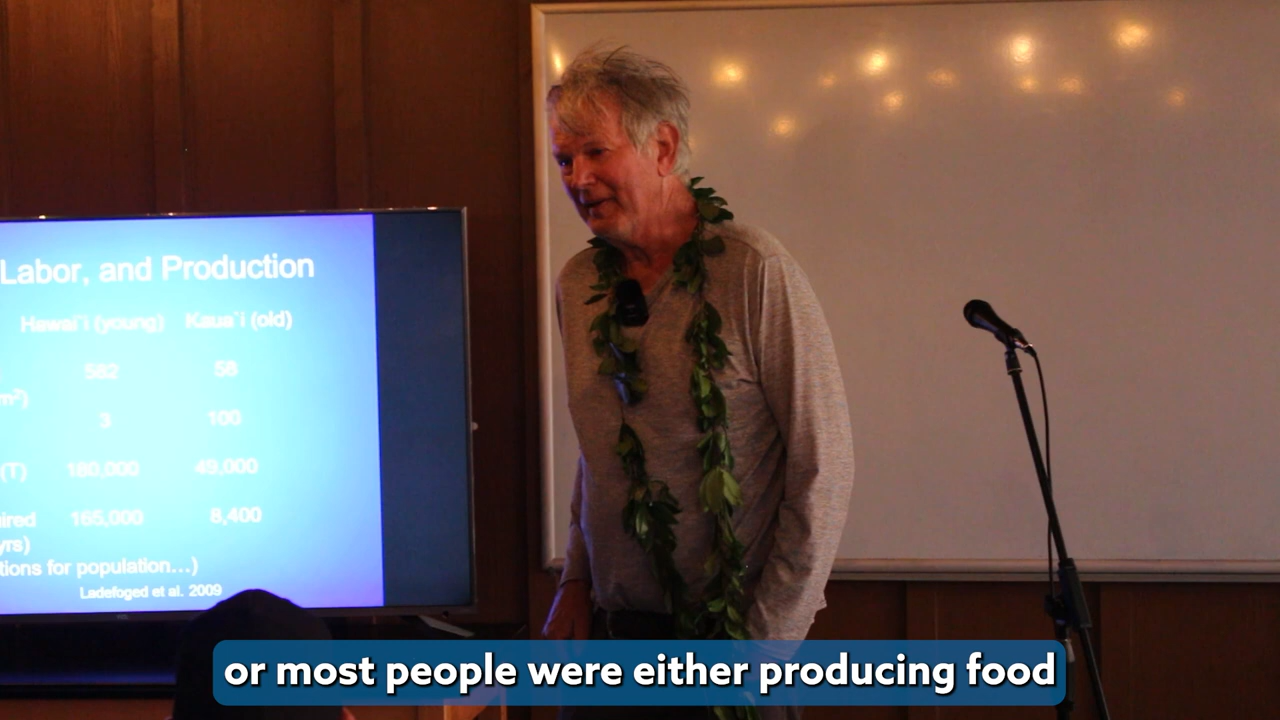 Labor, and Production
Hawai`i (young) Kaua`i (old)
582 58
m²)
3 100
(T) 180,000 49,000
ired 165,000 8,400
yrs)
tions for population...)
Ladefoged et al. 2009
or most people were either producing food